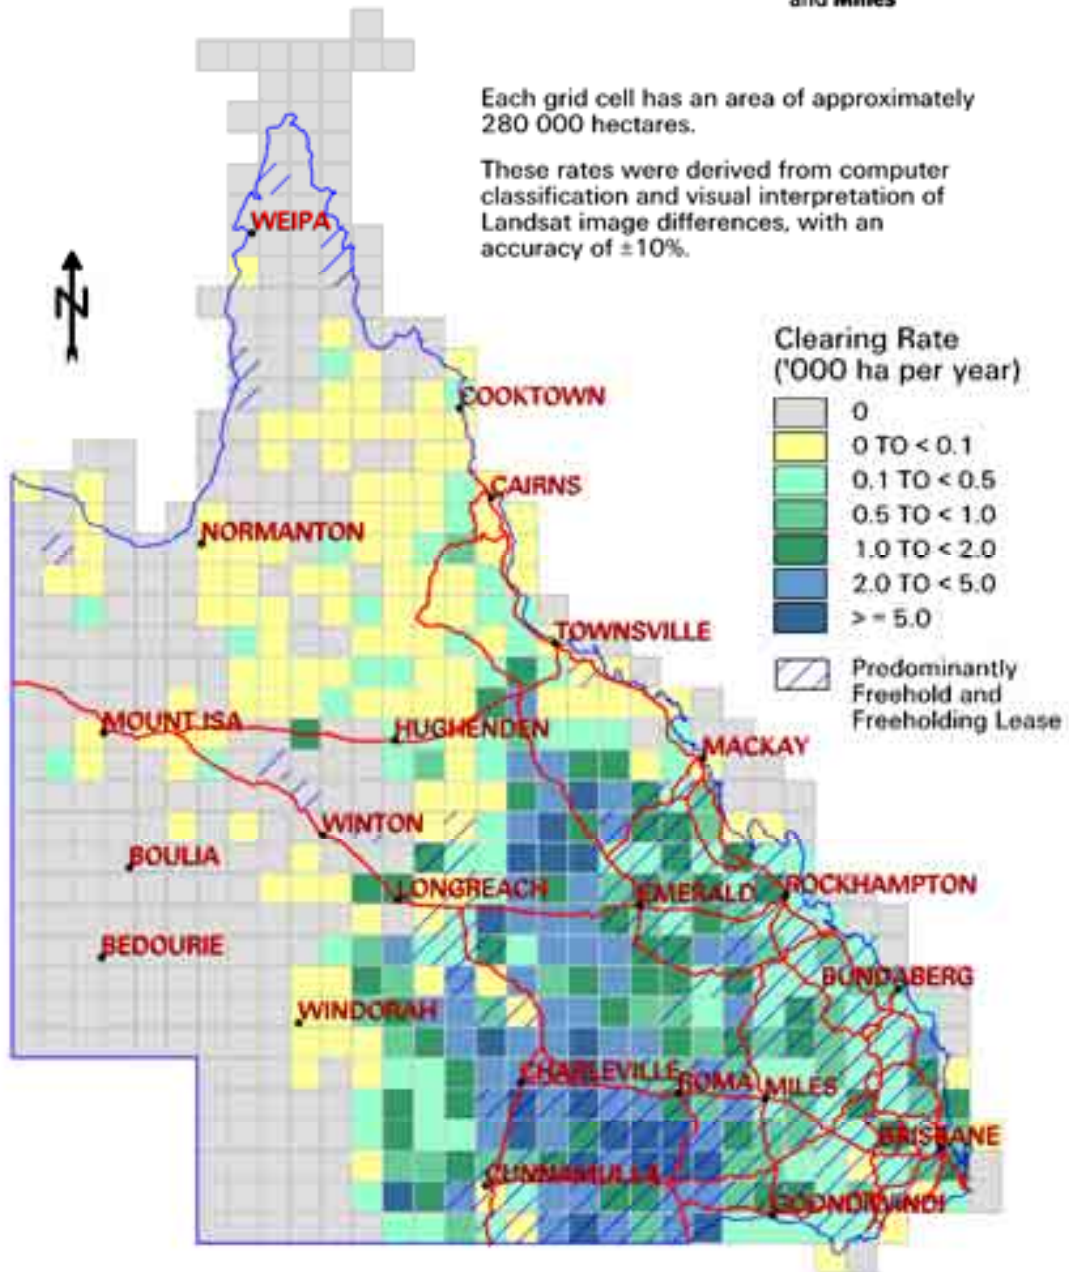 and Milles
Each grid cell has an area of approximately
280 000 hectares.
These rates were derived from computer
classification and visual interpretation of
Landsat image differences, with an
accuracy of ±10%.
WEIPA
N
Clearing Rate
('000 ha per year)
0
0 TO < 0.1
0.1 TO < 0.5
0.5 TO < 1.0
1.0 TO < 2.0
2.0 TO < 5.0
> = 5.0
Predominantly
Freehold and
Freeholding Lease
COOKTOWN
CAIRNS
NORMANTON
TOWNSVILLE
MOUNT ISA
HUGHENDEN
MACKAY
WINTON
BOULIA
LONGREACH
EMERALD
ROCKHAMPTON
BEDOURIE
BUNDABERG
WINDORAH
CHARLEVILLE
ROMA
MILES
BRISBANE
CUNNAMULLA
GOONDIWINDI